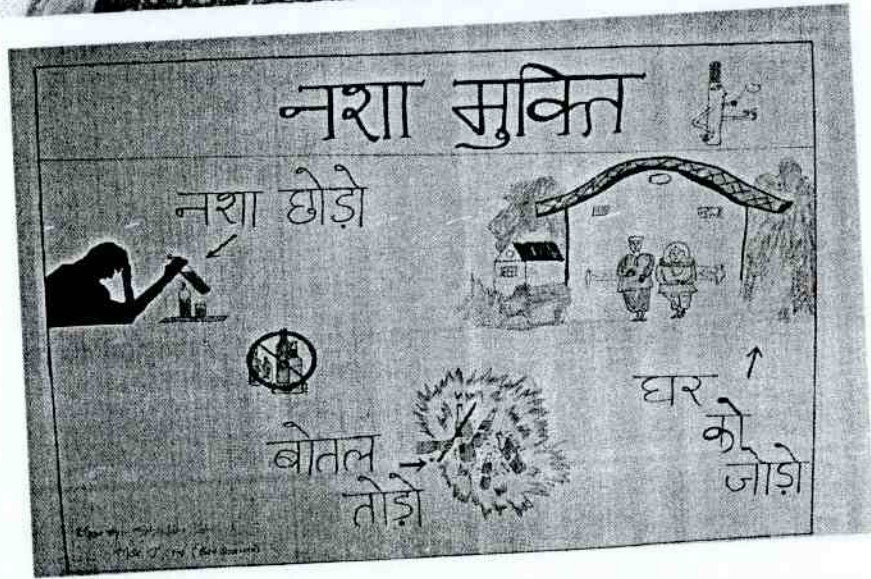 नशा मुक्ति
नशा छोड़ो
घर
को
जोड़ो
बोतल
तोड़ो